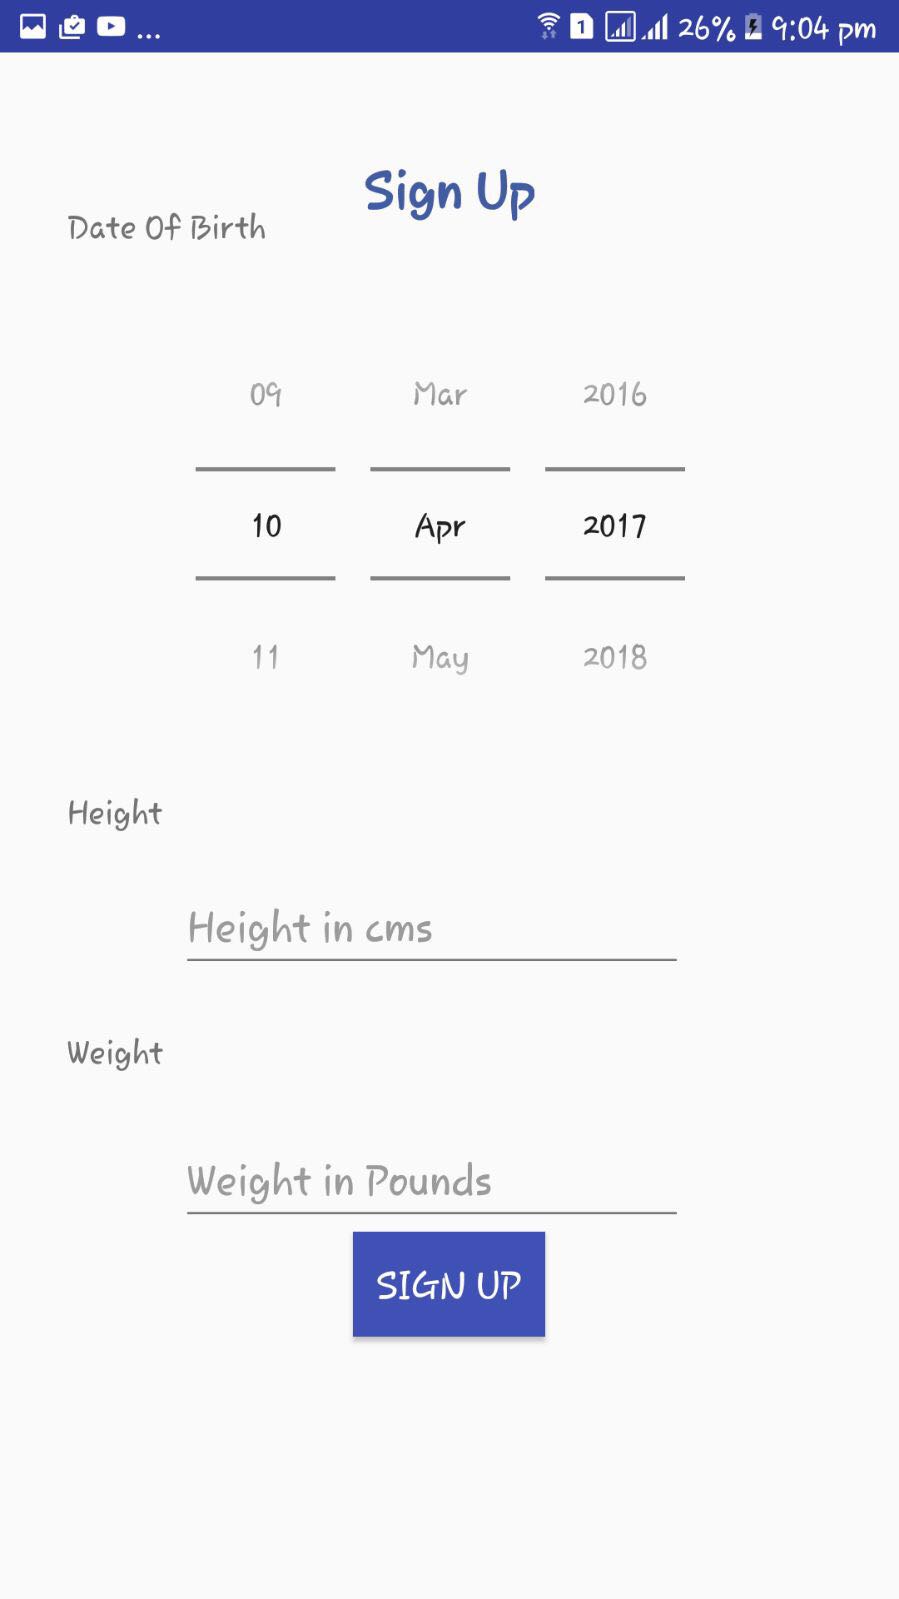 ... 1 26% 9:04 pm
Sign Up
Date Of Birth
09 Mar 2016
10 Apr 2017
11 May 2018
Height
Height in cms
Weight
Weight in Pounds
SIGN UP